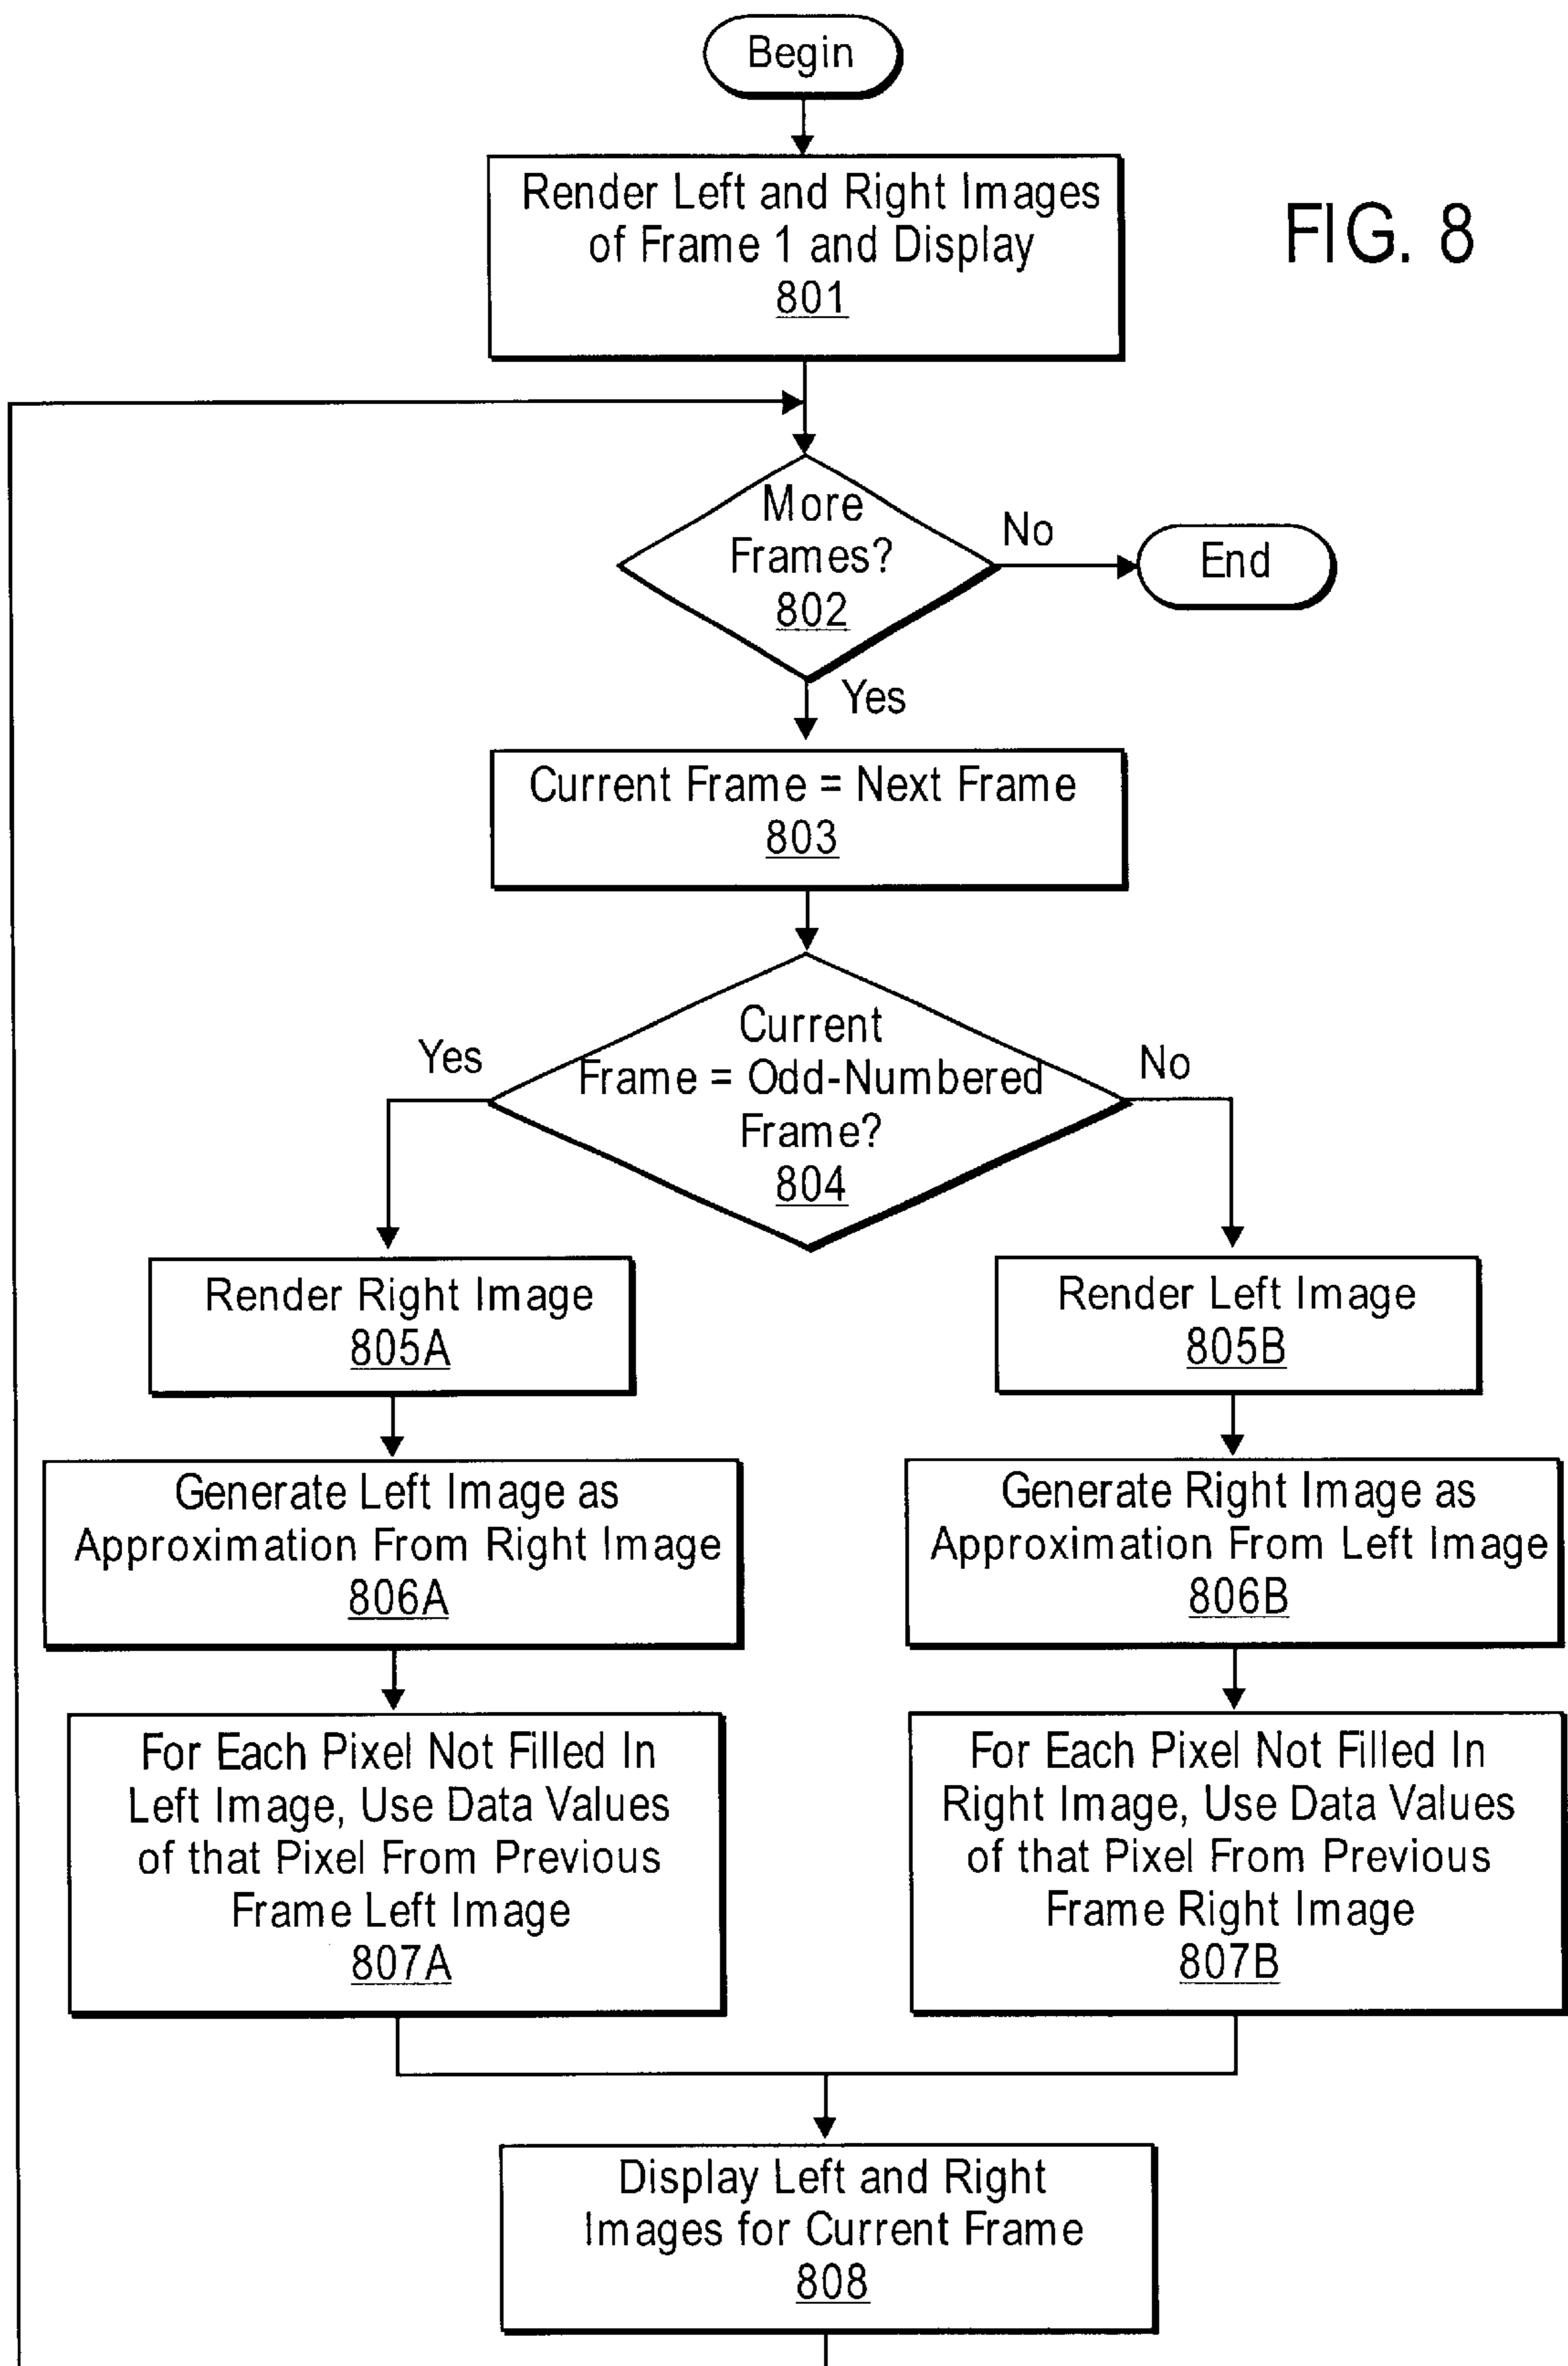 Begin
Render Left and Right Images
of Frame 1 and Display
801
FIG. 8
More
Frames?
802
No
End
Yes
Current Frame = Next Frame
803
Current
Frame = Odd-Numbered
Frame?
804
Yes
No
Render Right Image
805A
Render Left Image
805B
Generate Left Image as
Approximation From Right Image
806A
Generate Right Image as
Approximation From Left Image
806B
For Each Pixel Not Filled In
Left Image, Use Data Values
of that Pixel From Previous
Frame Left Image
807A
For Each Pixel Not Filled In
Right Image, Use Data Values
of that Pixel From Previous
Frame Right Image
807B
Display Left and Right
Images for Current Frame
808